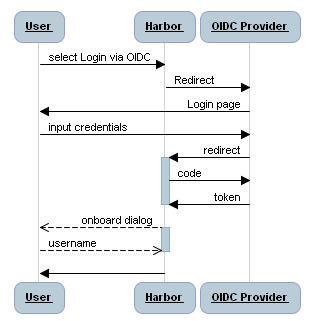 User Harbor OIDC Provider
select Login via OIDC
Redirect
Login page
input credentials
redirect
code
token
onboard dialog
username
User Harbor OIDC Provider